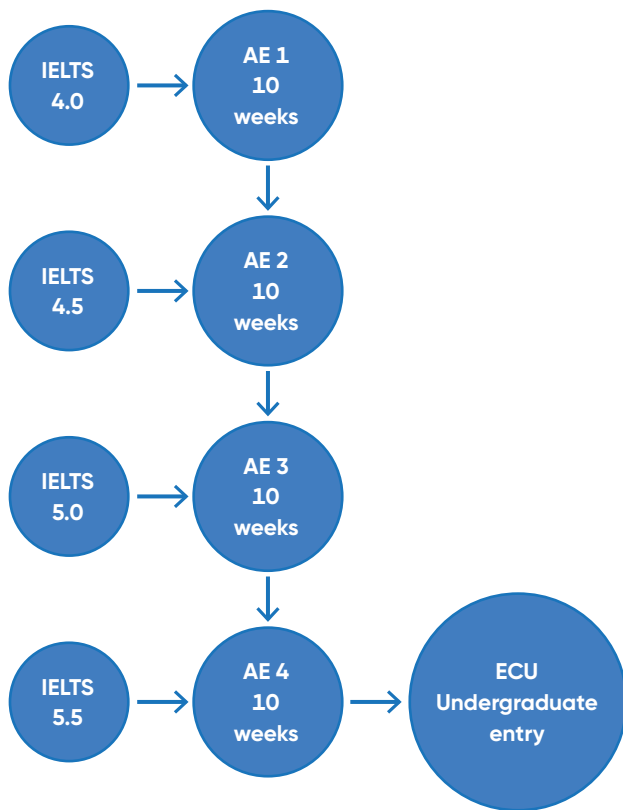 IELTS
4.0
AE 1
10
weeks
IELTS
4.5
AE 2
10
weeks
IELTS
5.0
AE 3
10
weeks
IELTS
5.5
AE 4
10
weeks
ECU
Undergraduate
entry